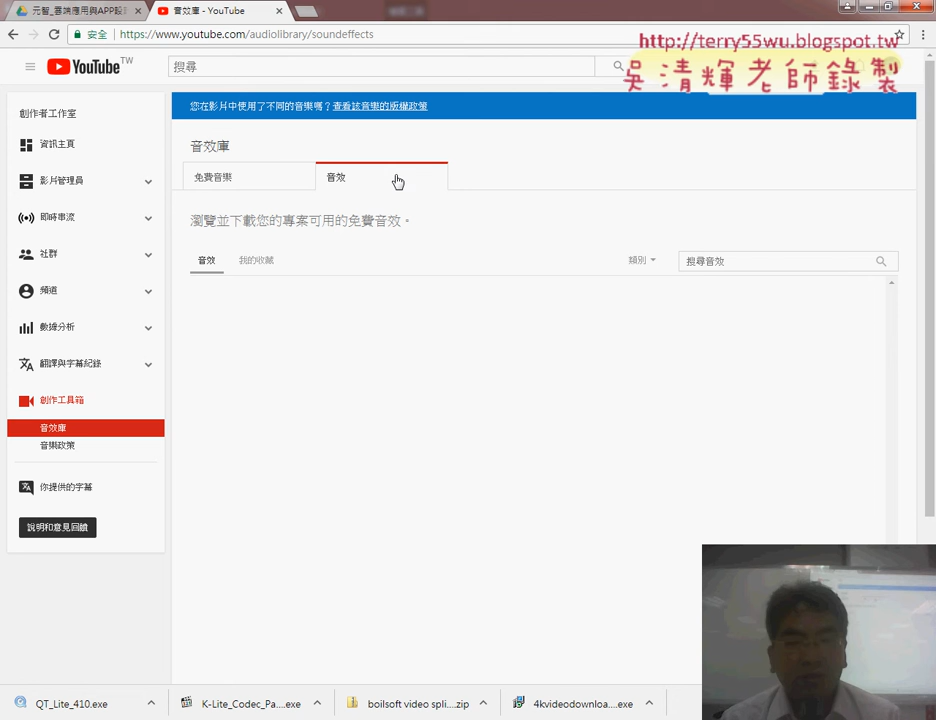 元智_雲端應用與APP設
音效庫 - YouTube
安全
https://www.youtube.com/audiolibrary/soundeffects
http://terry55wu.blogspot.tw
吳清輝老師錄製
YouTube TW
搜尋
創作者工作室
資訊主頁
影片管理員
即時串流
社群
頻道
數據分析
翻譯與字幕紀錄
創作工具箱
音效庫
音樂政策
你提供的字幕
說明和意見回饋
您在影片中使用了不同的音樂嗎？查看該音樂的版權政策
音效庫
免費音樂
音效
瀏覽並下載您的專案可用的免費音效。
音效
我的收藏
類別
搜尋音效
QT_Lite_410.exe
K-Lite_Codec_Pa....exe
boilsoft video spli....zip
4kvideodownloa....exe